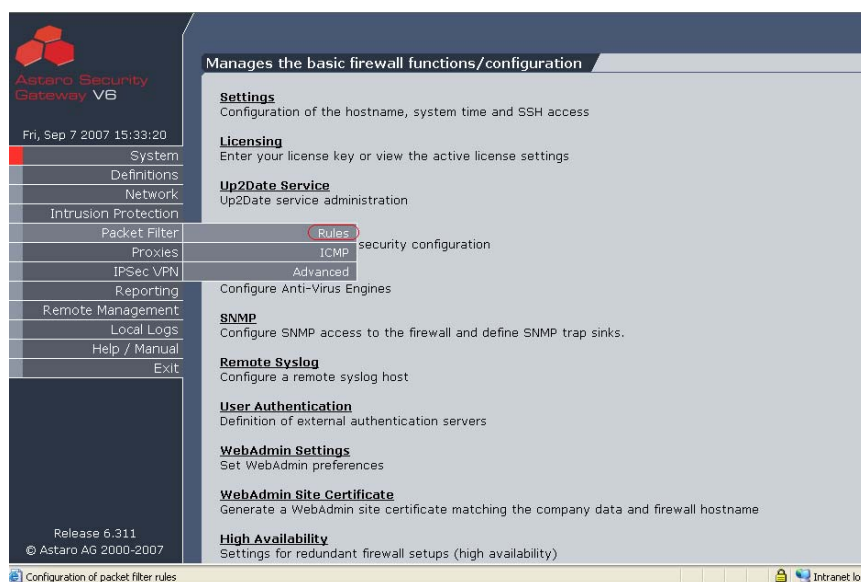 Astaro Security
Gateway V6
Fri, Sep 7 2007 15:33:20
System
Definitions
Network
Intrusion Protection
Packet Filter
Proxies
IPSec VPN
Reporting
Remote Management
Local Logs
Help / Manual
Exit
Rules
ICMP
Advanced
Release 6.311
© Astaro AG 2000-2007
Manages the basic firewall functions/configuration
Settings
Configuration of the hostname, system time and SSH access
Licensing
Enter your license key or view the active license settings
Up2Date Service
Up2Date service administration
security configuration
Configure Anti-Virus Engines
SNMP
Configure SNMP access to the firewall and define SNMP trap sinks.
Remote Syslog
Configure a remote syslog host
User Authentication
Definition of external authentication servers
WebAdmin Settings
Set WebAdmin preferences
WebAdmin Site Certificate
Generate a WebAdmin site certificate matching the company data and firewall hostname
High Availability
Settings for redundant firewall setups (high availability)
Configuration of packet filter rules
Intranet lo